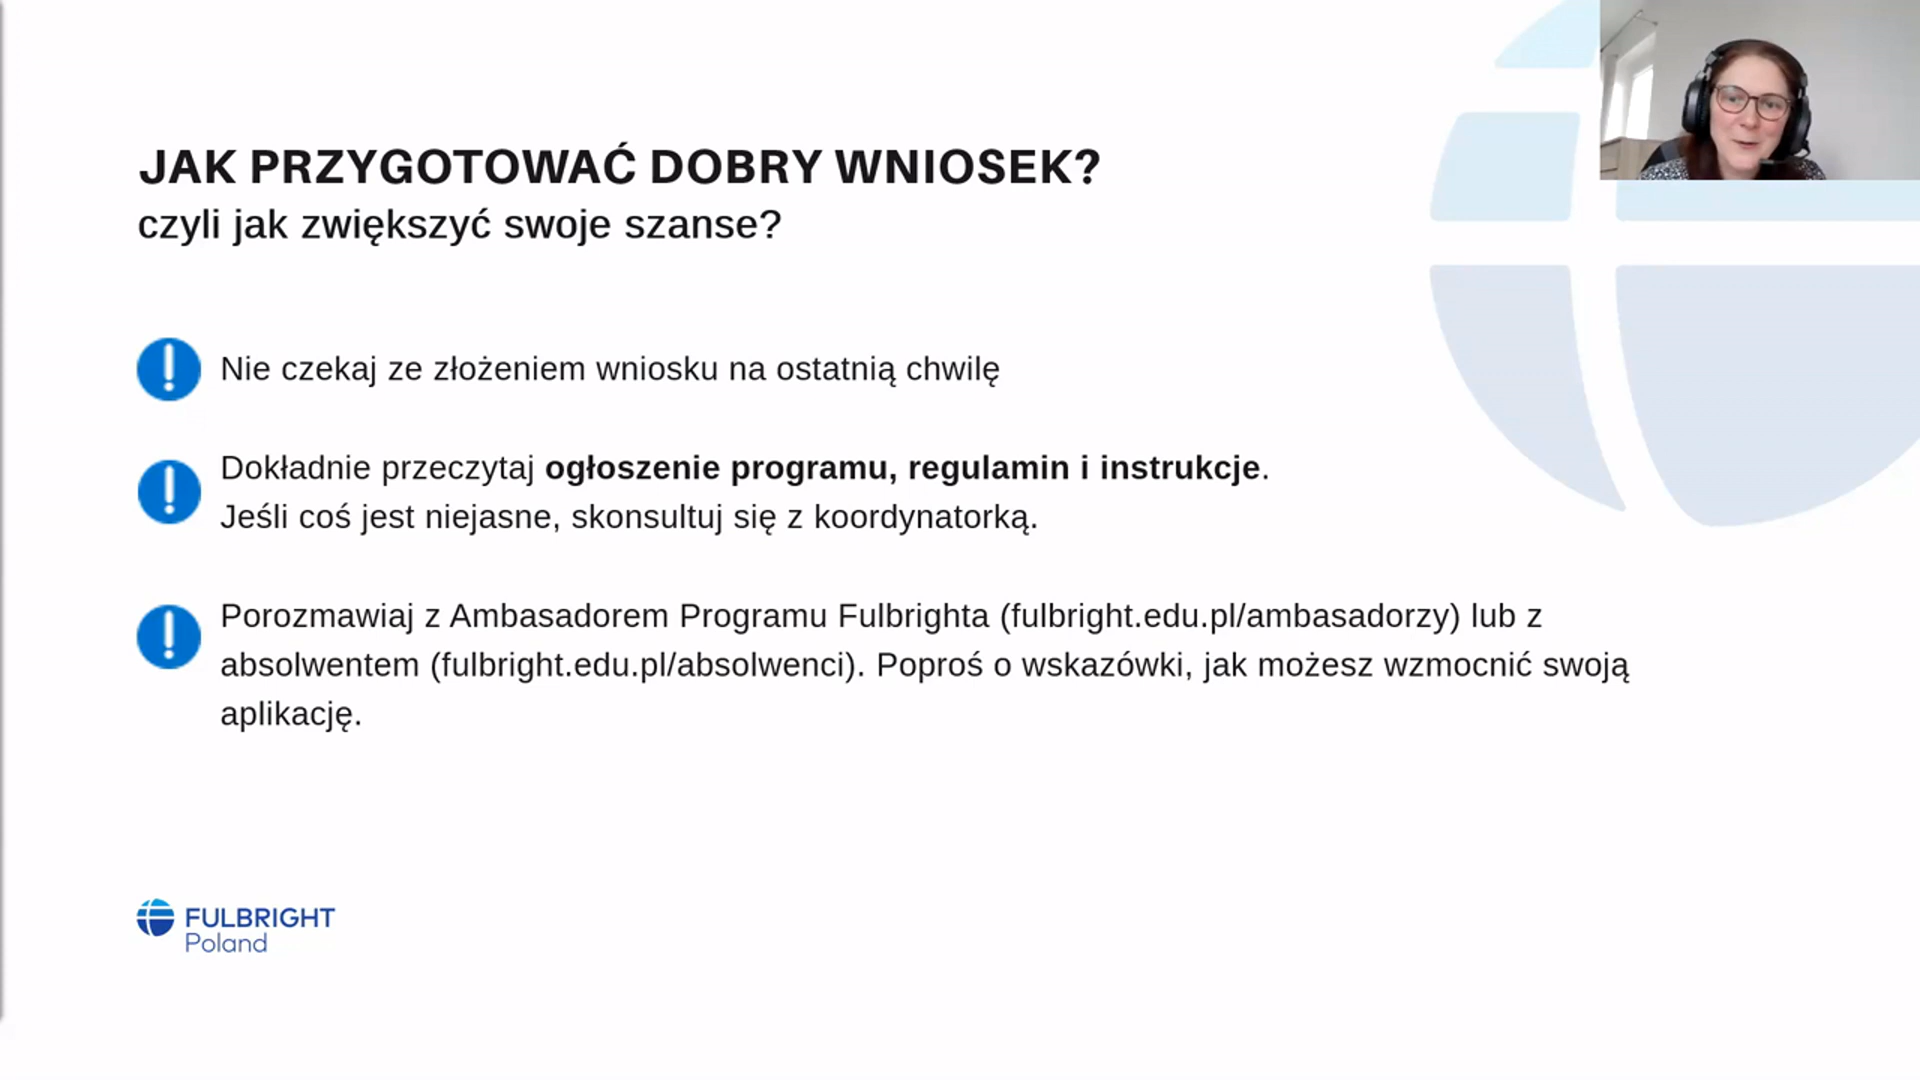 JAK PRZYGOTOWAĆ DOBRY WNIOSEK?
czyli jak zwiększyć swoje szanse?
Nie czekaj ze złożeniem wniosku na ostatnią chwilę
Dokładnie przeczytaj ogłoszenie programu, regulamin i instrukcje.
Jeśli coś jest niejasne, skonsultuj się z koordynatorką.
Porozmawiaj z Ambasadorem Programu Fulbrighta (fulbright.edu.pl/ambasadorzy) lub z
absolwentem (fulbright.edu.pl/absolwenci). Poproś o wskazówki, jak możesz wzmocnić swoją
aplikację.
FULBRIGHT
Poland